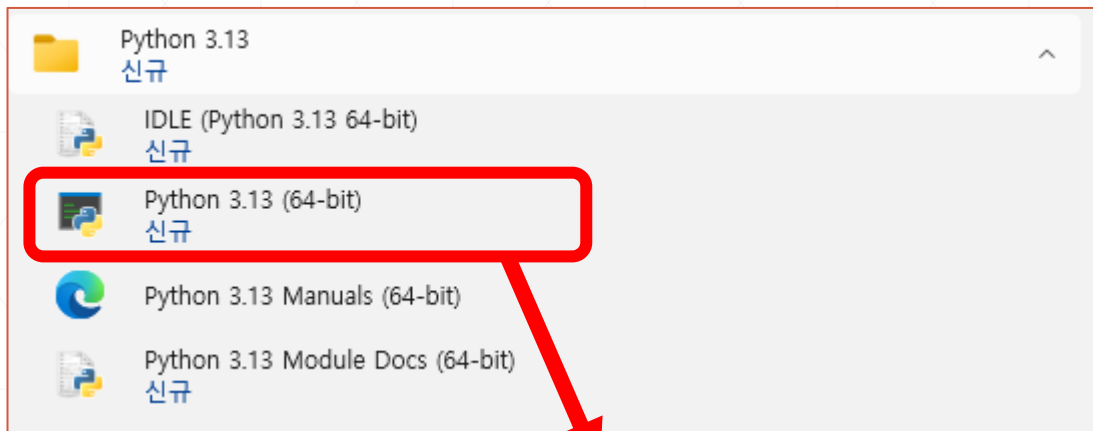 Python 3.13
신규
IDLE (Python 3.13 64-bit)
신규
Python 3.13 (64-bit)
신규
Python 3.13 Manuals (64-bit)
Python 3.13 Module Docs (64-bit)
신규